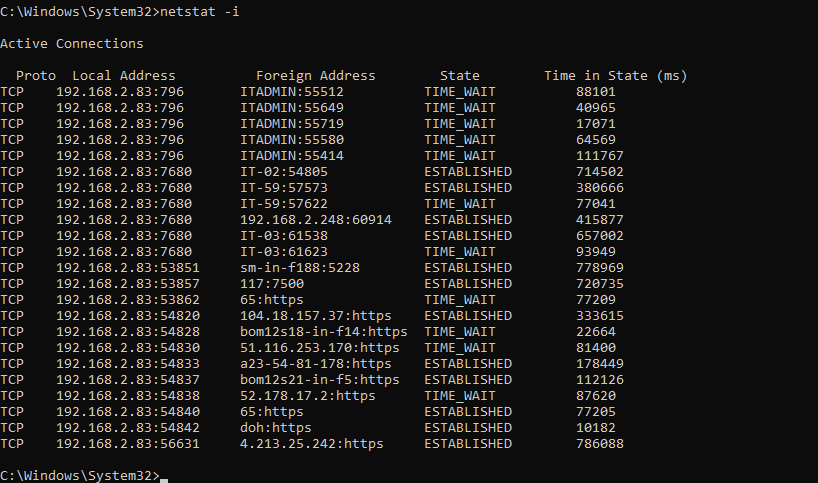 C:\Windows\System32>netstat -i
Active Connections
Proto Local Address Foreign Address State Time in State (ms)
TCP 192.168.2.83:796 ITADMIN:55512 TIME_WAIT 88101
TCP 192.168.2.83:796 ITADMIN:55649 TIME_WAIT 40965
TCP 192.168.2.83:796 ITADMIN:55719 TIME_WAIT 17071
TCP 192.168.2.83:796 ITADMIN:55580 TIME_WAIT 64569
TCP 192.168.2.83:796 ITADMIN:55414 TIME_WAIT 111767
TCP 192.168.2.83:7680 IT-02:54805 ESTABLISHED 714502
TCP 192.168.2.83:7680 IT-59:57573 ESTABLISHED 380666
TCP 192.168.2.83:7680 IT-59:57622 TIME_WAIT 77041
TCP 192.168.2.83:7680 192.168.2.248:60914 ESTABLISHED 415877
TCP 192.168.2.83:7680 IT-03:61538 ESTABLISHED 657002
TCP 192.168.2.83:7680 IT-03:61623 TIME_WAIT 93949
TCP 192.168.2.83:53851 sm-in-f188:5228 ESTABLISHED 778969
TCP 192.168.2.83:53857 117:7500 ESTABLISHED 720735
TCP 192.168.2.83:53862 65:https TIME_WAIT 77209
TCP 192.168.2.83:54820 104.18.157.37:https ESTABLISHED 333615
TCP 192.168.2.83:54828 bom12s18-in-f14:https TIME_WAIT 22664
TCP 192.168.2.83:54830 51.116.253.170:https TIME_WAIT 81400
TCP 192.168.2.83:54833 a23-54-81-178:https ESTABLISHED 178449
TCP 192.168.2.83:54837 bom12s21-in-f5:https ESTABLISHED 112126
TCP 192.168.2.83:54838 52.178.17.2:https TIME_WAIT 87620
TCP 192.168.2.83:54840 65:https ESTABLISHED 77205
TCP 192.168.2.83:54842 doh:https ESTABLISHED 10182
TCP 192.168.2.83:56631 4.213.25.242:https ESTABLISHED 786088
C:\Windows\System32>